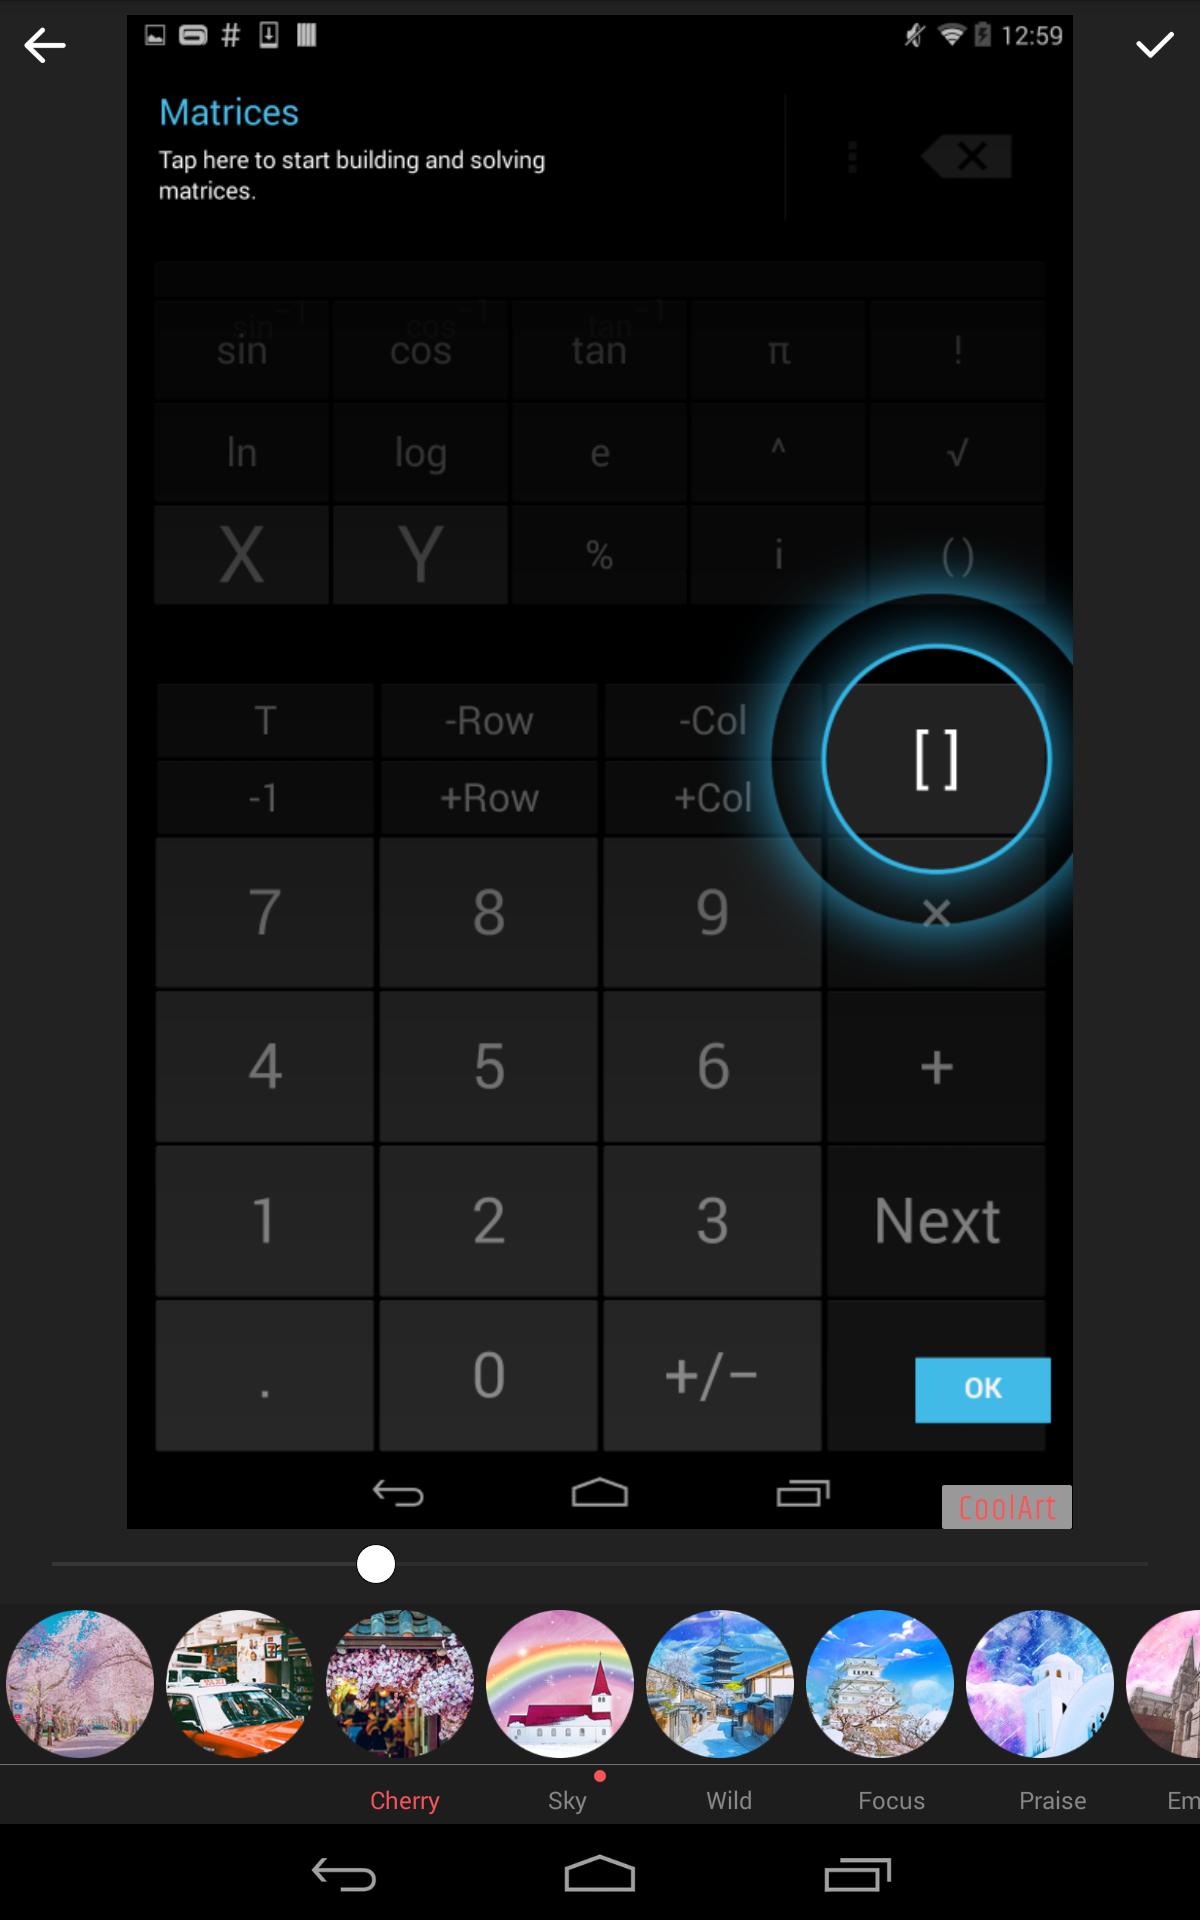 12:59
Matrices
Tap here to start building and solving
matrices.
sin⁻¹ cos⁻¹ tan⁻¹
sin cos tan π !
ln log e ^ √
X Y % i ()
T -Row -Col []
-1 +Row +Col
7 8 9 ×
4 5 6 +
1 2 3 Next
. 0 +/−
OK
CoolArt
Cherry Sky Wild Focus Praise Em